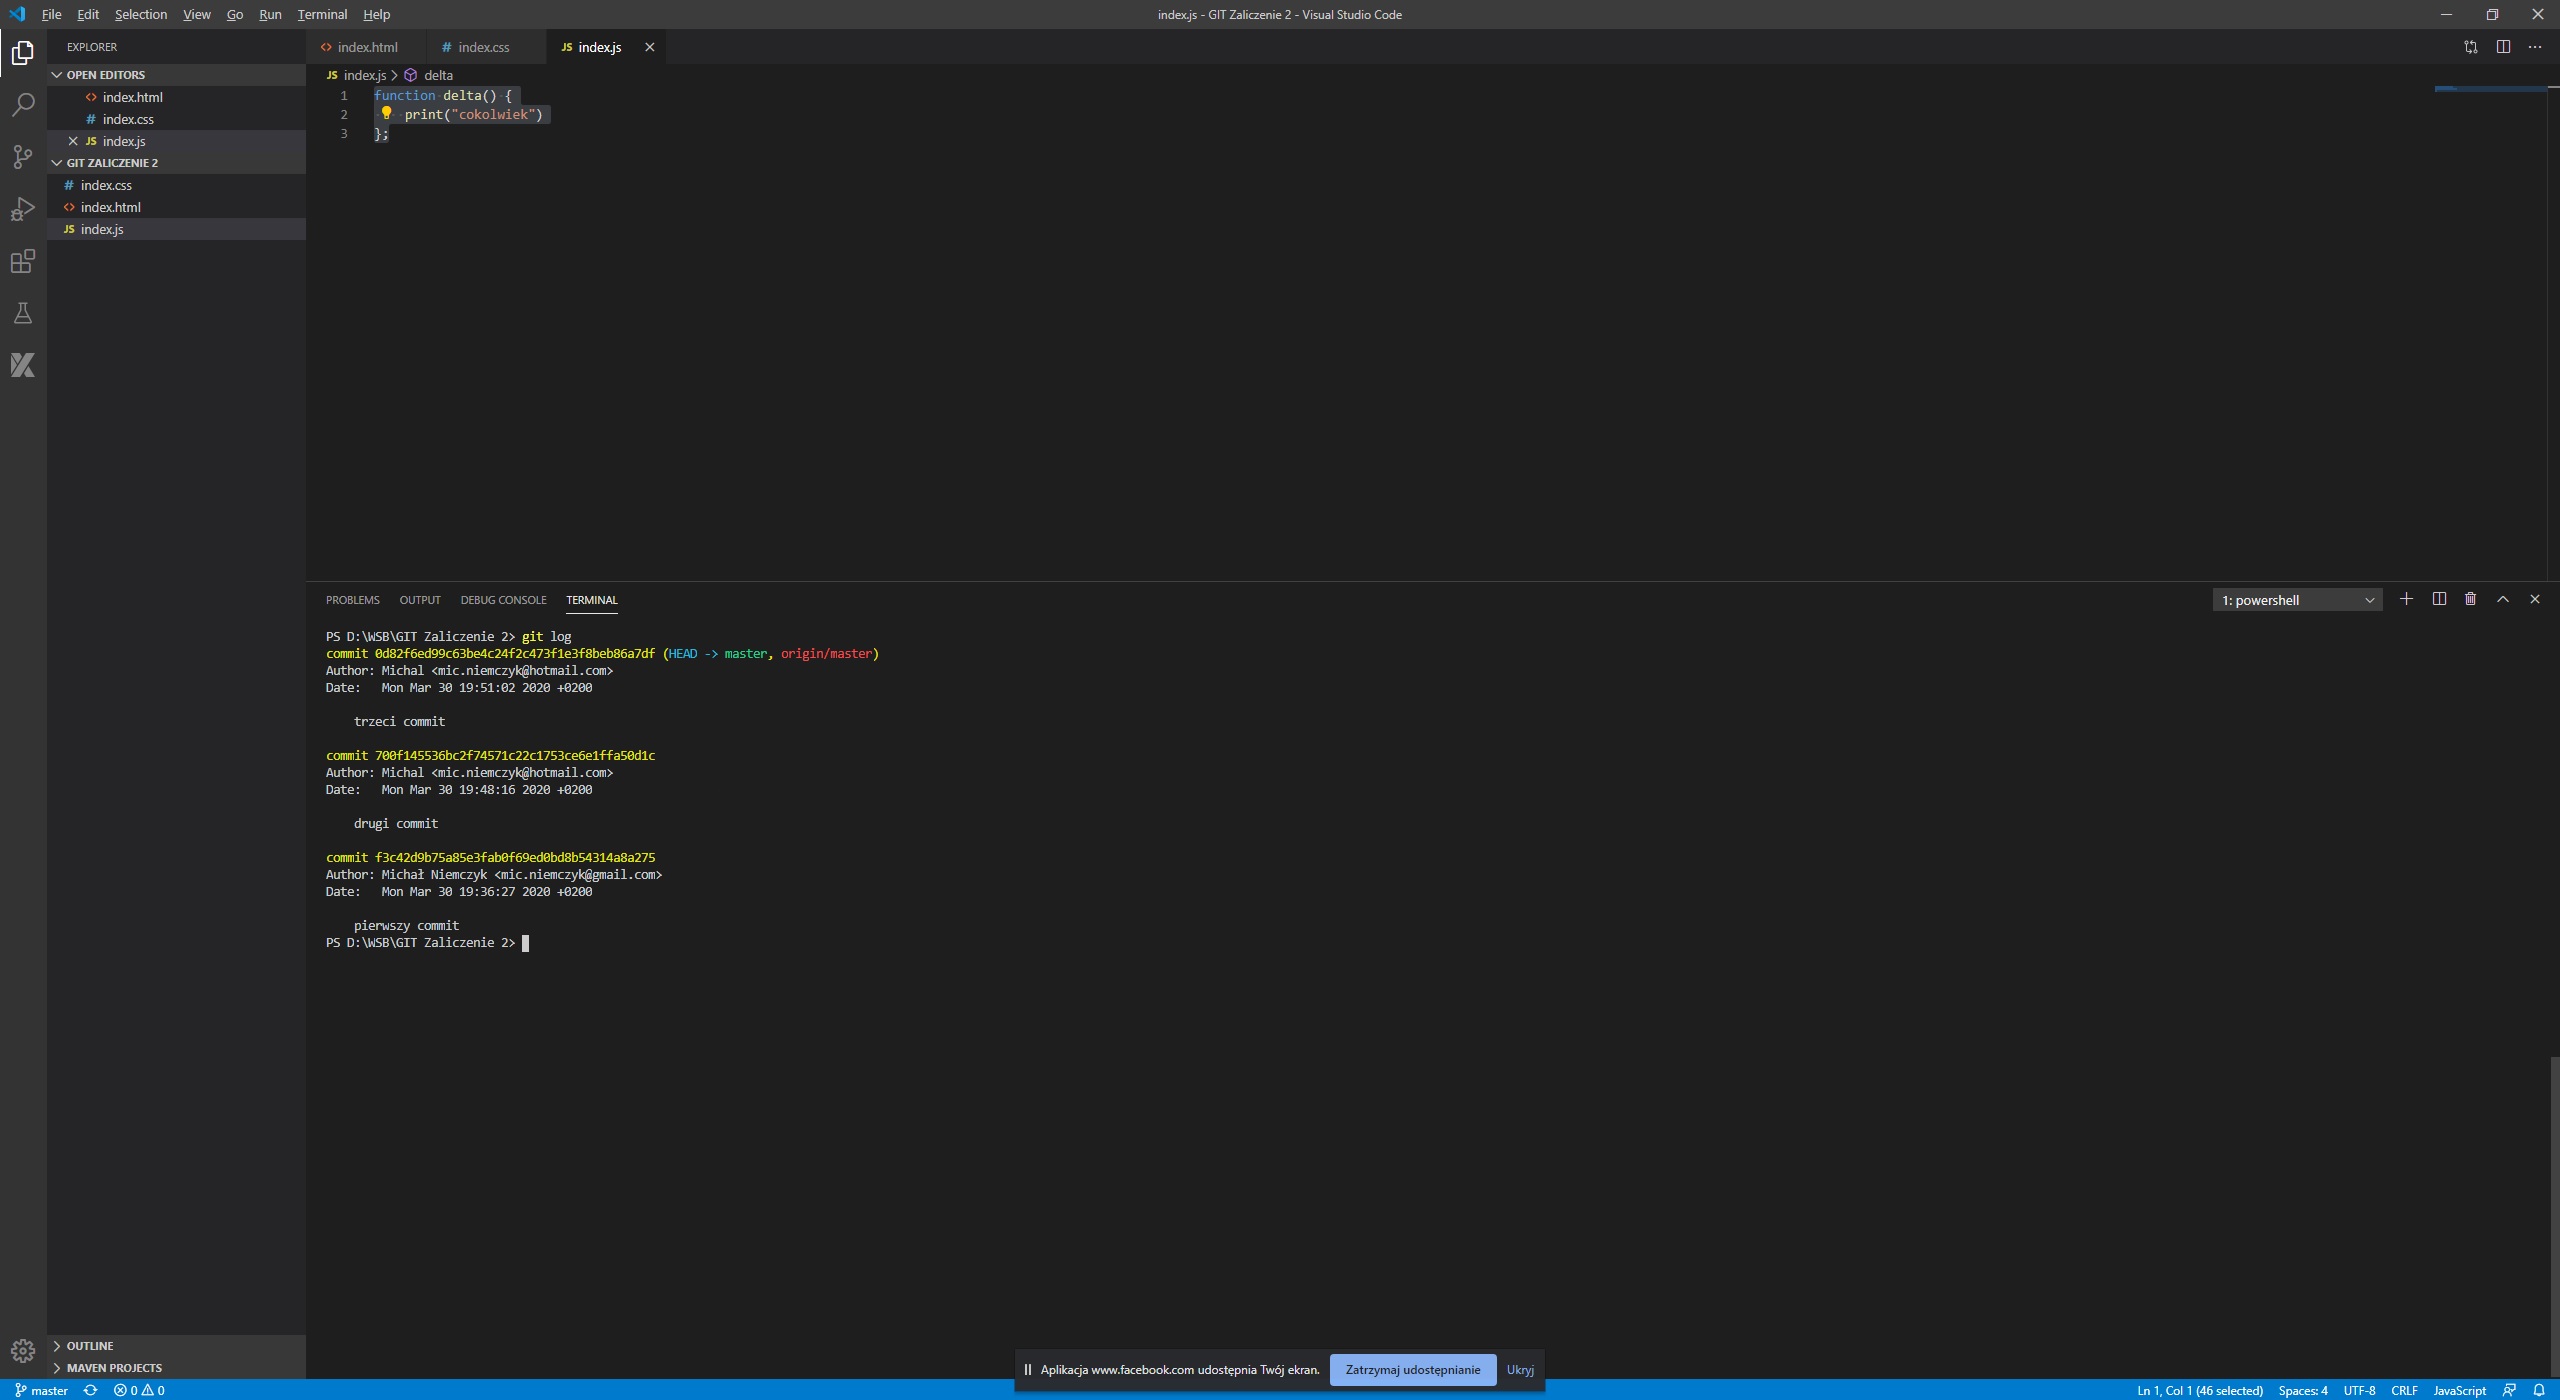 File Edit Selection View Go Run Terminal Help
index.js - GIT Zaliczenie 2 - Visual Studio Code
EXPLORER
OPEN EDITORS
<> index.html
# index.css
JS index.js
GIT ZALICZENIE 2
# index.css
<> index.html
JS index.js
OUTLINE
MAVEN PROJECTS
<> index.html # index.css JS index.js
JS index.js > delta
1 function delta() {
2 print("cokolwiek")
3 };
PROBLEMS OUTPUT DEBUG CONSOLE TERMINAL
1: powershell
PS D:\WSB\GIT Zaliczenie 2> git log
commit 0d82f6ed99c63be4c24f2c473f1e3f8beb86a7df (HEAD -> master, origin/master)
Author: Michal <mic.niemczyk@hotmail.com>
Date:   Mon Mar 30 19:51:02 2020 +0200
trzeci commit
commit 700f145536bc2f74571c22c1753ce6e1ffa50d1c
Author: Michal <mic.niemczyk@hotmail.com>
Date:   Mon Mar 30 19:48:16 2020 +0200
drugi commit
commit f3c42d9b75a85e3fab0f69ed0bd8b54314a8a275
Author: Michał Niemczyk <mic.niemczyk@gmail.com>
Date:   Mon Mar 30 19:36:27 2020 +0200
pierwszy commit
PS D:\WSB\GIT Zaliczenie 2>
Aplikacja www.facebook.com udostępnia Twój ekran. Zatrzymaj udostępnianie Ukryj
master 0 0
Ln 1, Col 1 (46 selected) Spaces: 4 UTF-8 CRLF JavaScript